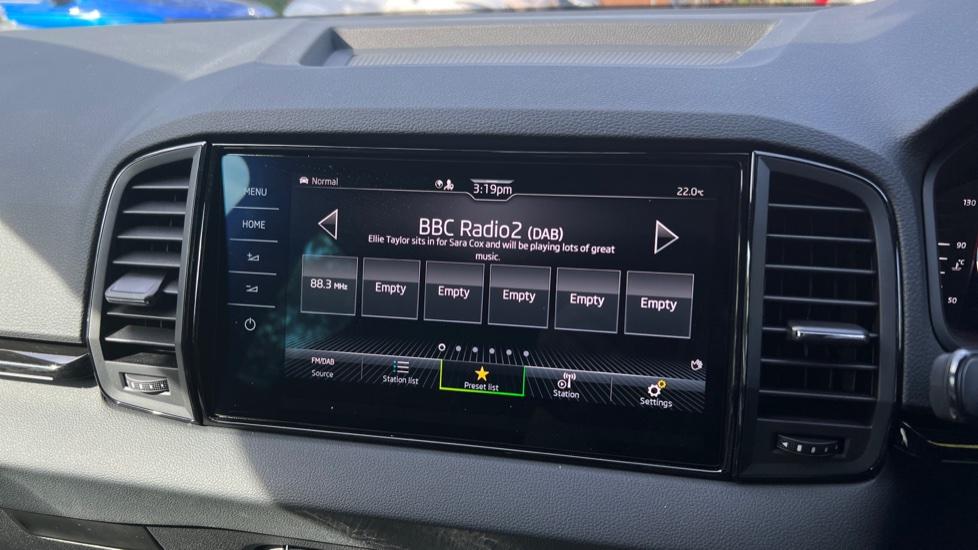 Normal
3:19pm
22.0°C
MENU
HOME
BBC Radio2 (DAB)
Ellie Taylor sits in for Sara Cox and will be playing lots of great
music.
88.3 MHz
Empty
Empty
Empty
Empty
Empty
FM/DAB
Source
Station list
Preset list
Station
Settings
130
90
°C
50